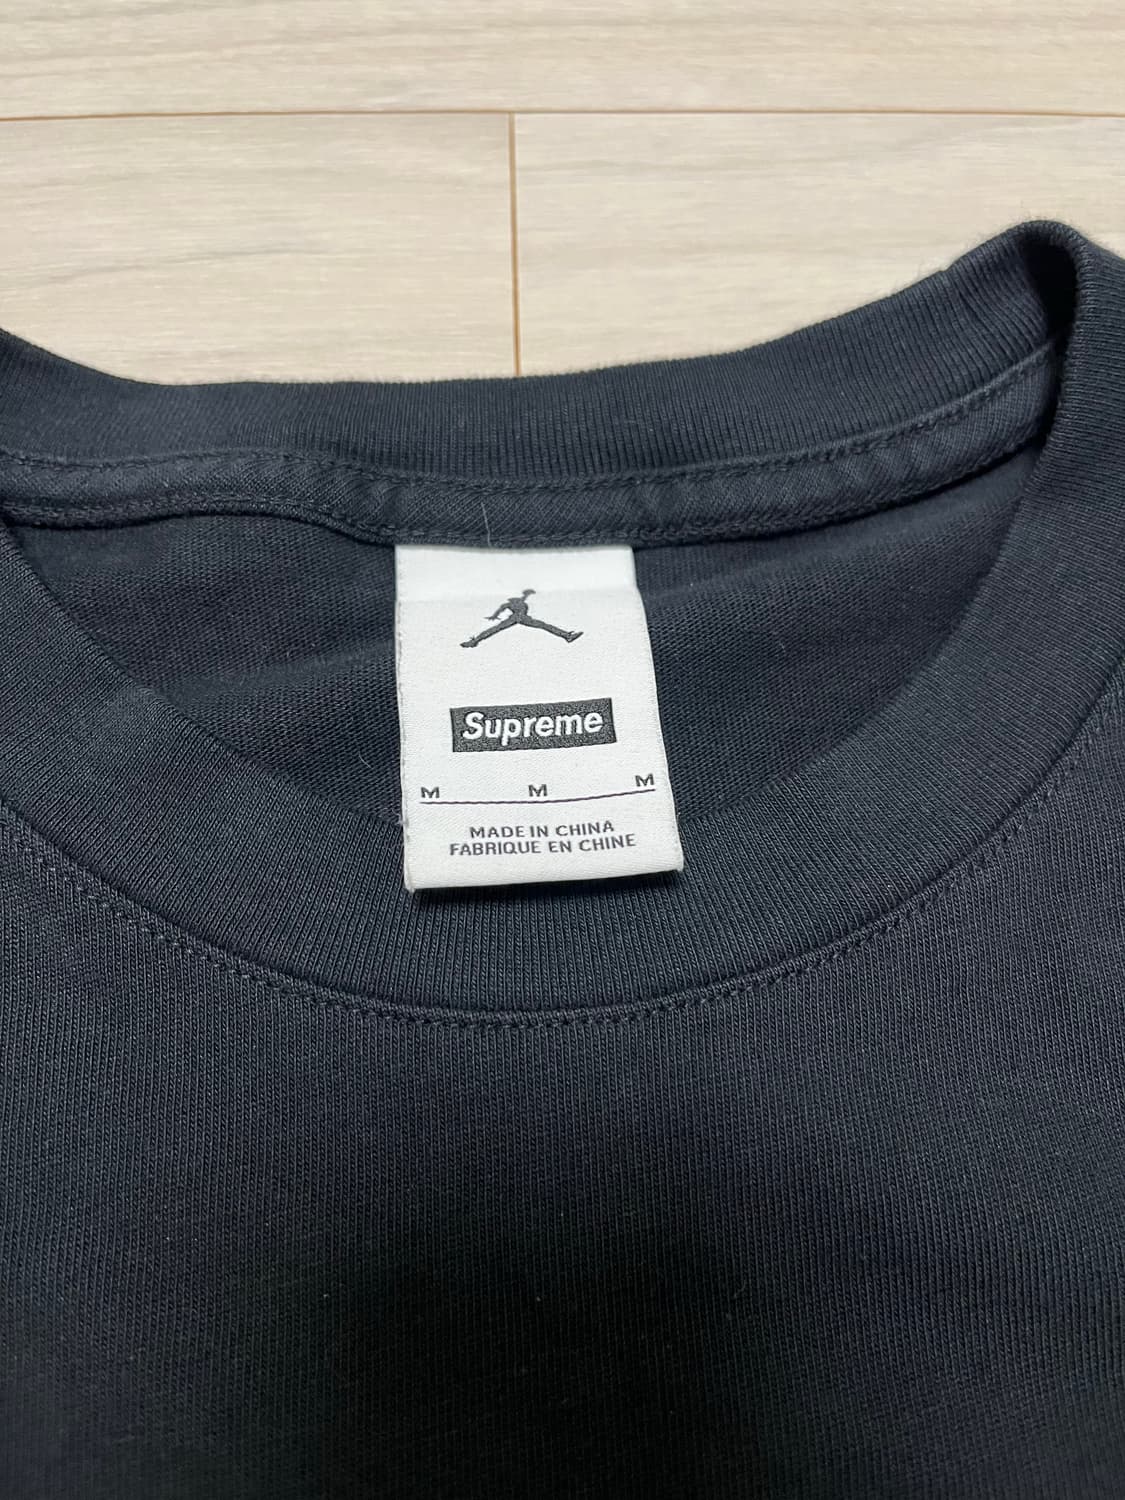 Supreme
M M M
MADE IN CHINA
FABRIQUE EN CHINE